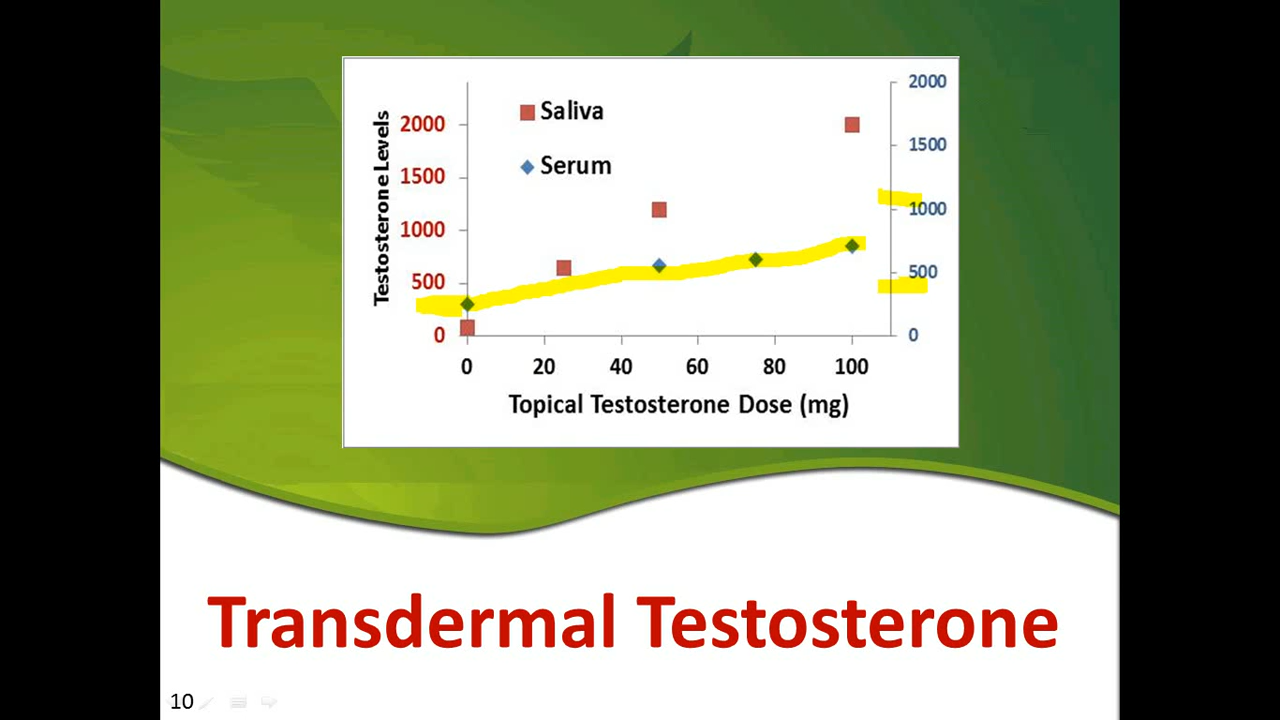 Saliva
Serum
Testosterone Levels
2000
1500
1000
500
0
2000
1500
1000
500
0
0 20 40 60 80 100
Topical Testosterone Dose (mg)
Transdermal Testosterone
10